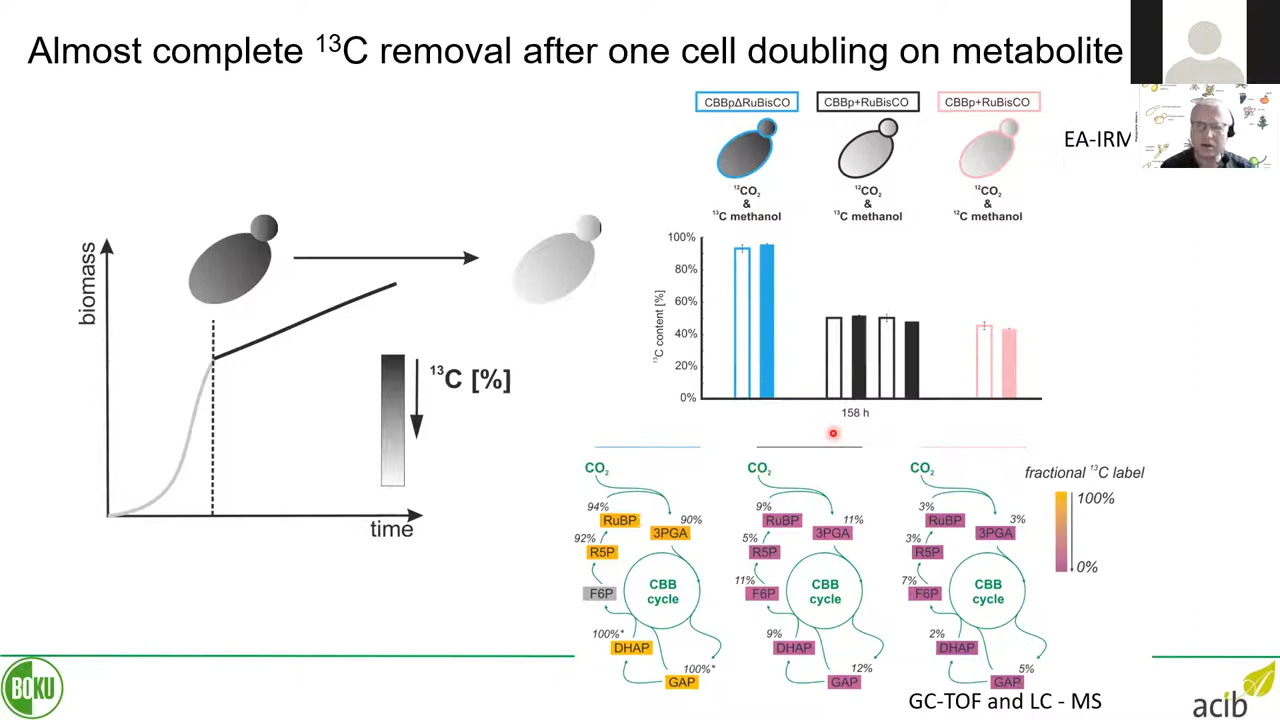 Almost complete ¹³C removal after one cell doubling on metabolite
CBBpΔRuBisCO
CBBp+RuBisCO
CBBp+RuBisCO
EA-IRM
¹²CO₂
&
¹³C methanol
¹²CO₂
&
¹³C methanol
¹²CO₂
&
¹²C methanol
biomass
time
¹³C [%]
¹³C content [%]
100%
80%
60%
40%
20%
0%
158 h
CO₂
94%
RuBP
90%
3PGA
92%
R5P
F6P
CBB
cycle
100%*
DHAP
100%*
GAP
CO₂
9%
RuBP
11%
3PGA
5%
R5P
11%
F6P
CBB
cycle
9%
DHAP
12%
GAP
CO₂
3%
RuBP
3%
3PGA
3%
R5P
7%
F6P
CBB
cycle
2%
DHAP
5%
GAP
fractional ¹³C label
100%
0%
GC-TOF and LC - MS
BOKU
acib